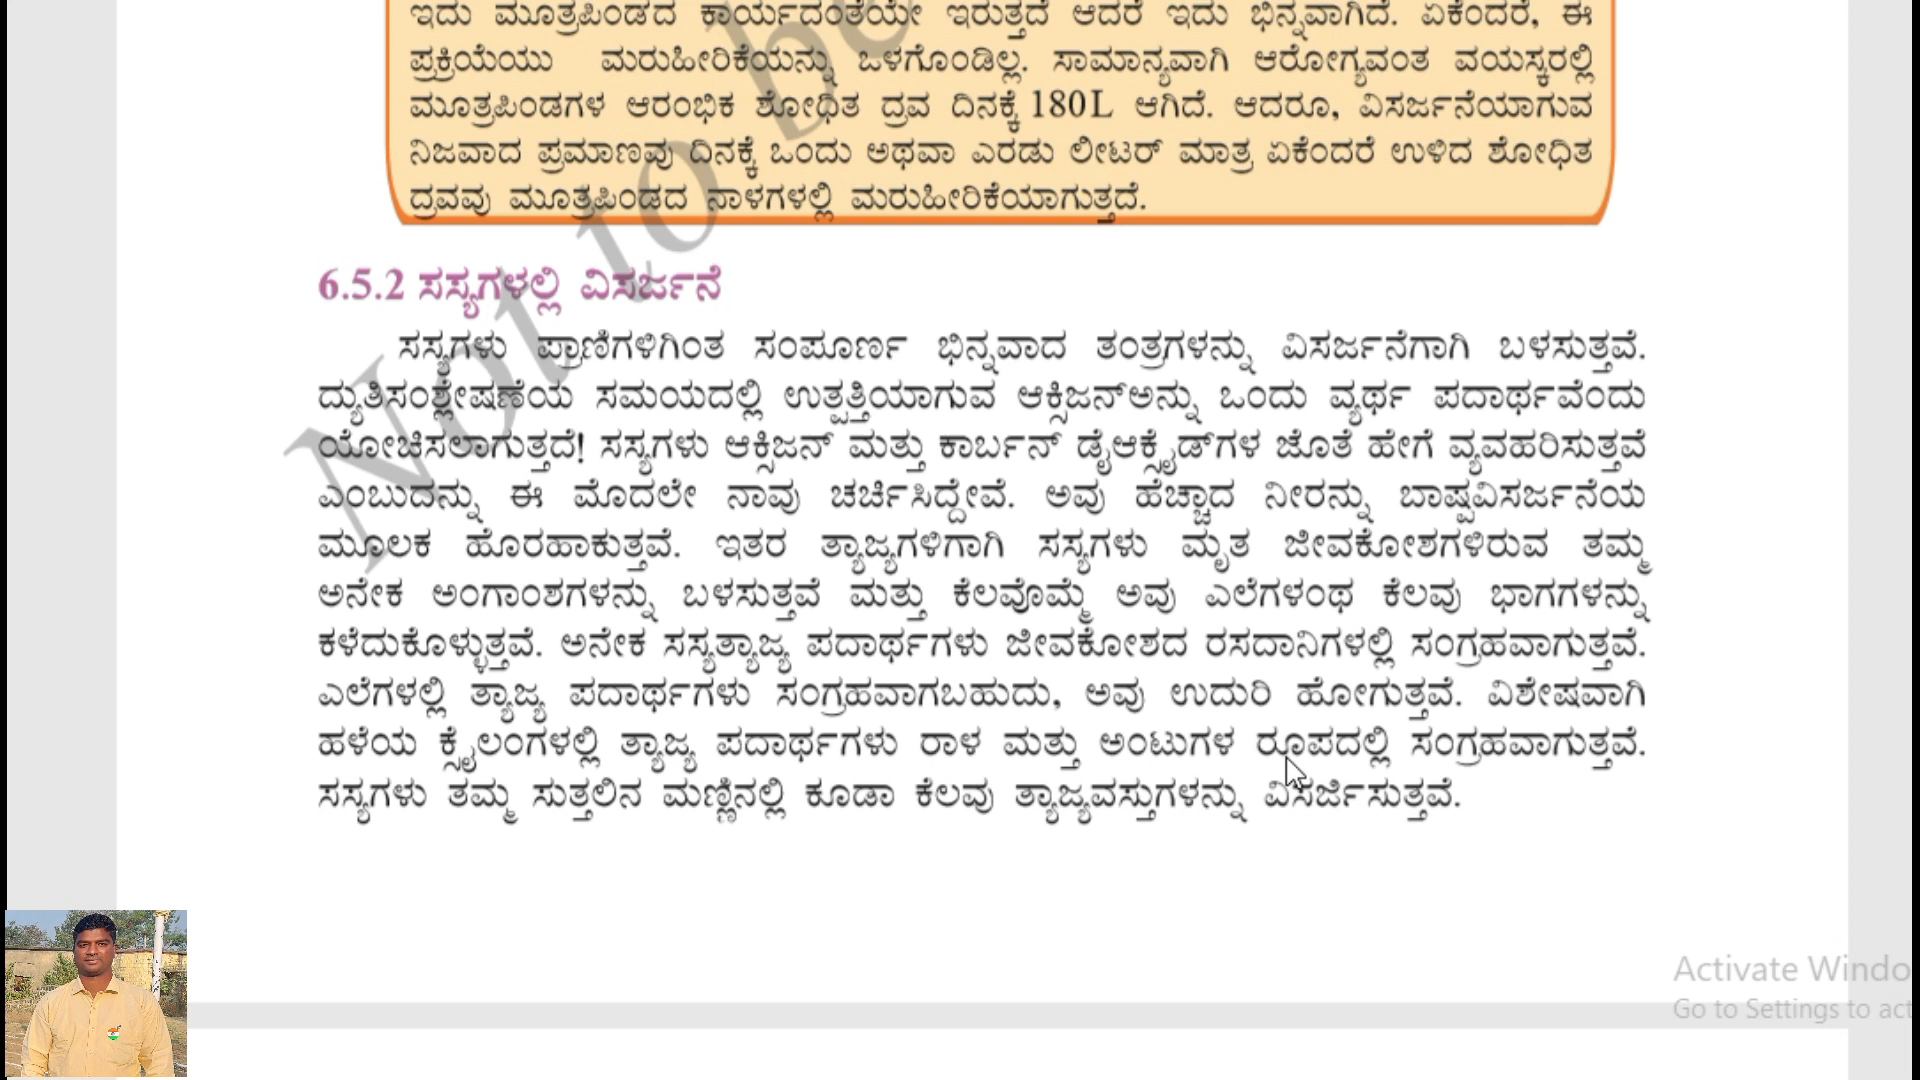 ಇದು ಮೂತ್ರಪಿಂಡದ ಕಾರ್ಯದಂತೆಯೇ ಇರುತ್ತದೆ ಆದರೆ ಇದು ಭಿನ್ನವಾಗಿದೆ. ಏಕೆಂದರೆ, ಈ
ಪ್ರಕ್ರಿಯೆಯು ಮರುಹೀರಿಕೆಯನ್ನು ಒಳಗೊಂಡಿಲ್ಲ. ಸಾಮಾನ್ಯವಾಗಿ ಆರೋಗ್ಯವಂತ ವಯಸ್ಕರಲ್ಲಿ
ಮೂತ್ರಪಿಂಡಗಳ ಆರಂಭಿಕ ಶೋಧಿತ ದ್ರವ ದಿನಕ್ಕೆ 180L ಆಗಿದೆ. ಆದರೂ, ವಿಸರ್ಜನೆಯಾಗುವ
ನಿಜವಾದ ಪ್ರಮಾಣವು ದಿನಕ್ಕೆ ಒಂದು ಅಥವಾ ಎರಡು ಲೀಟರ್ ಮಾತ್ರ ಏಕೆಂದರೆ ಉಳಿದ ಶೋಧಿತ
ದ್ರವವು ಮೂತ್ರಪಿಂಡದ ನಾಳಗಳಲ್ಲಿ ಮರುಹೀರಿಕೆಯಾಗುತ್ತದೆ.
6.5.2 ಸಸ್ಯಗಳಲ್ಲಿ ವಿಸರ್ಜನೆ
ಸಸ್ಯಗಳು ಪ್ರಾಣಿಗಳಿಗಿಂತ ಸಂಪೂರ್ಣ ಭಿನ್ನವಾದ ತಂತ್ರಗಳನ್ನು ವಿಸರ್ಜನೆಗಾಗಿ ಬಳಸುತ್ತವೆ.
ದ್ಯುತಿಸಂಶ್ಲೇಷಣೆಯ ಸಮಯದಲ್ಲಿ ಉತ್ಪತ್ತಿಯಾಗುವ ಆಕ್ಸಿಜನ್‌ಅನ್ನು ಒಂದು ವ್ಯರ್ಥ ಪದಾರ್ಥವೆಂದು
ಯೋಚಿಸಲಾಗುತ್ತದೆ! ಸಸ್ಯಗಳು ಆಕ್ಸಿಜನ್ ಮತ್ತು ಕಾರ್ಬನ್ ಡೈಆಕ್ಸೈಡ್‌ಗಳ ಜೊತೆ ಹೇಗೆ ವ್ಯವಹರಿಸುತ್ತವೆ
ಎಂಬುದನ್ನು ಈ ಮೊದಲೇ ನಾವು ಚರ್ಚಿಸಿದ್ದೇವೆ. ಅವು ಹೆಚ್ಚಾದ ನೀರನ್ನು ಬಾಷ್ಪವಿಸರ್ಜನೆಯ
ಮೂಲಕ ಹೊರಹಾಕುತ್ತವೆ. ಇತರ ತ್ಯಾಜ್ಯಗಳಿಗಾಗಿ ಸಸ್ಯಗಳು ಮೃತ ಜೀವಕೋಶಗಳಿರುವ ತಮ್ಮ
ಅನೇಕ ಅಂಗಾಂಶಗಳನ್ನು ಬಳಸುತ್ತವೆ ಮತ್ತು ಕೆಲವೊಮ್ಮೆ ಅವು ಎಲೆಗಳಂಥ ಕೆಲವು ಭಾಗಗಳನ್ನು
ಕಳೆದುಕೊಳ್ಳುತ್ತವೆ. ಅನೇಕ ಸಸ್ಯತ್ಯಾಜ್ಯ ಪದಾರ್ಥಗಳು ಜೀವಕೋಶದ ರಸದಾನಿಗಳಲ್ಲಿ ಸಂಗ್ರಹವಾಗುತ್ತವೆ.
ಎಲೆಗಳಲ್ಲಿ ತ್ಯಾಜ್ಯ ಪದಾರ್ಥಗಳು ಸಂಗ್ರಹವಾಗಬಹುದು, ಅವು ಉದುರಿ ಹೋಗುತ್ತವೆ. ವಿಶೇಷವಾಗಿ
ಹಳೆಯ ಕ್ಸೈಲಂಗಳಲ್ಲಿ ತ್ಯಾಜ್ಯ ಪದಾರ್ಥಗಳು ರಾಳ ಮತ್ತು ಅಂಟುಗಳ ರೂಪದಲ್ಲಿ ಸಂಗ್ರಹವಾಗುತ್ತವೆ.
ಸಸ್ಯಗಳು ತಮ್ಮ ಸುತ್ತಲಿನ ಮಣ್ಣಿನಲ್ಲಿ ಕೂಡಾ ಕೆಲವು ತ್ಯಾಜ್ಯವಸ್ತುಗಳನ್ನು ವಿಸರ್ಜಿಸುತ್ತವೆ.
Not to be
Activate Windo
Go to Settings to act